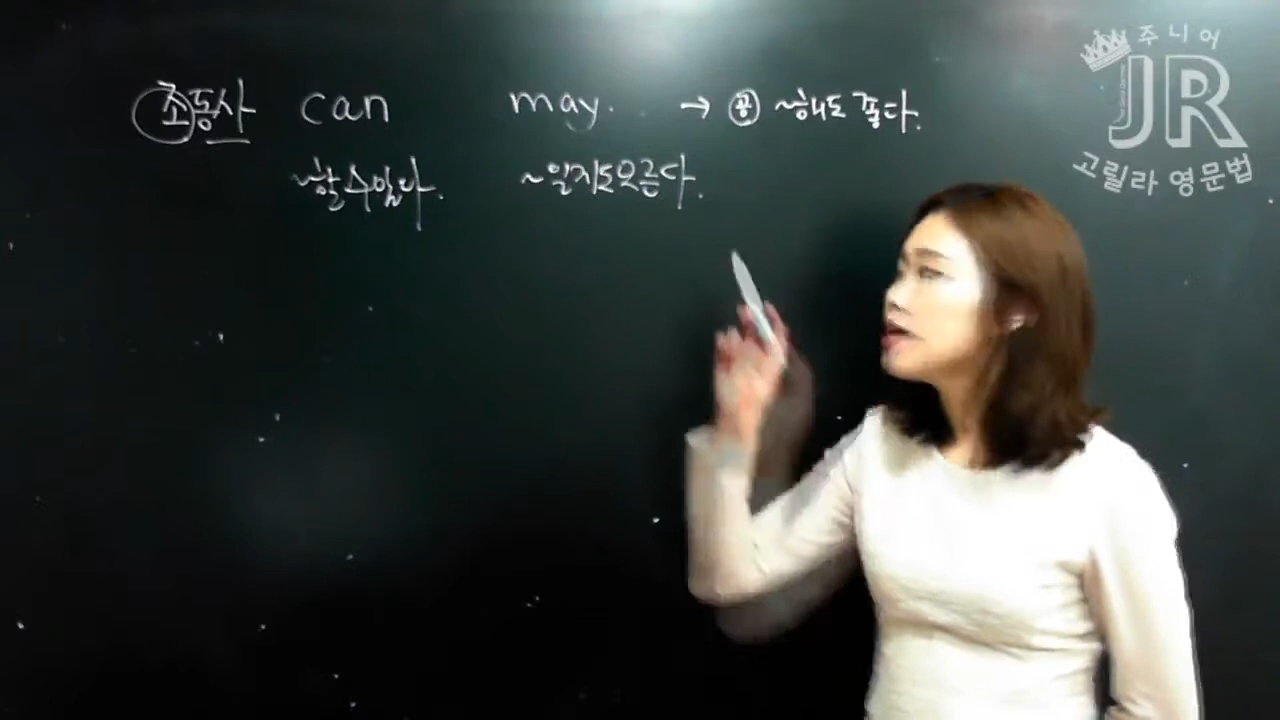 조동사 can may. → 공 ~해도 좋다.
~할 수 있다. ~일지도 모른다.
주니어
JR
고릴라 영문법